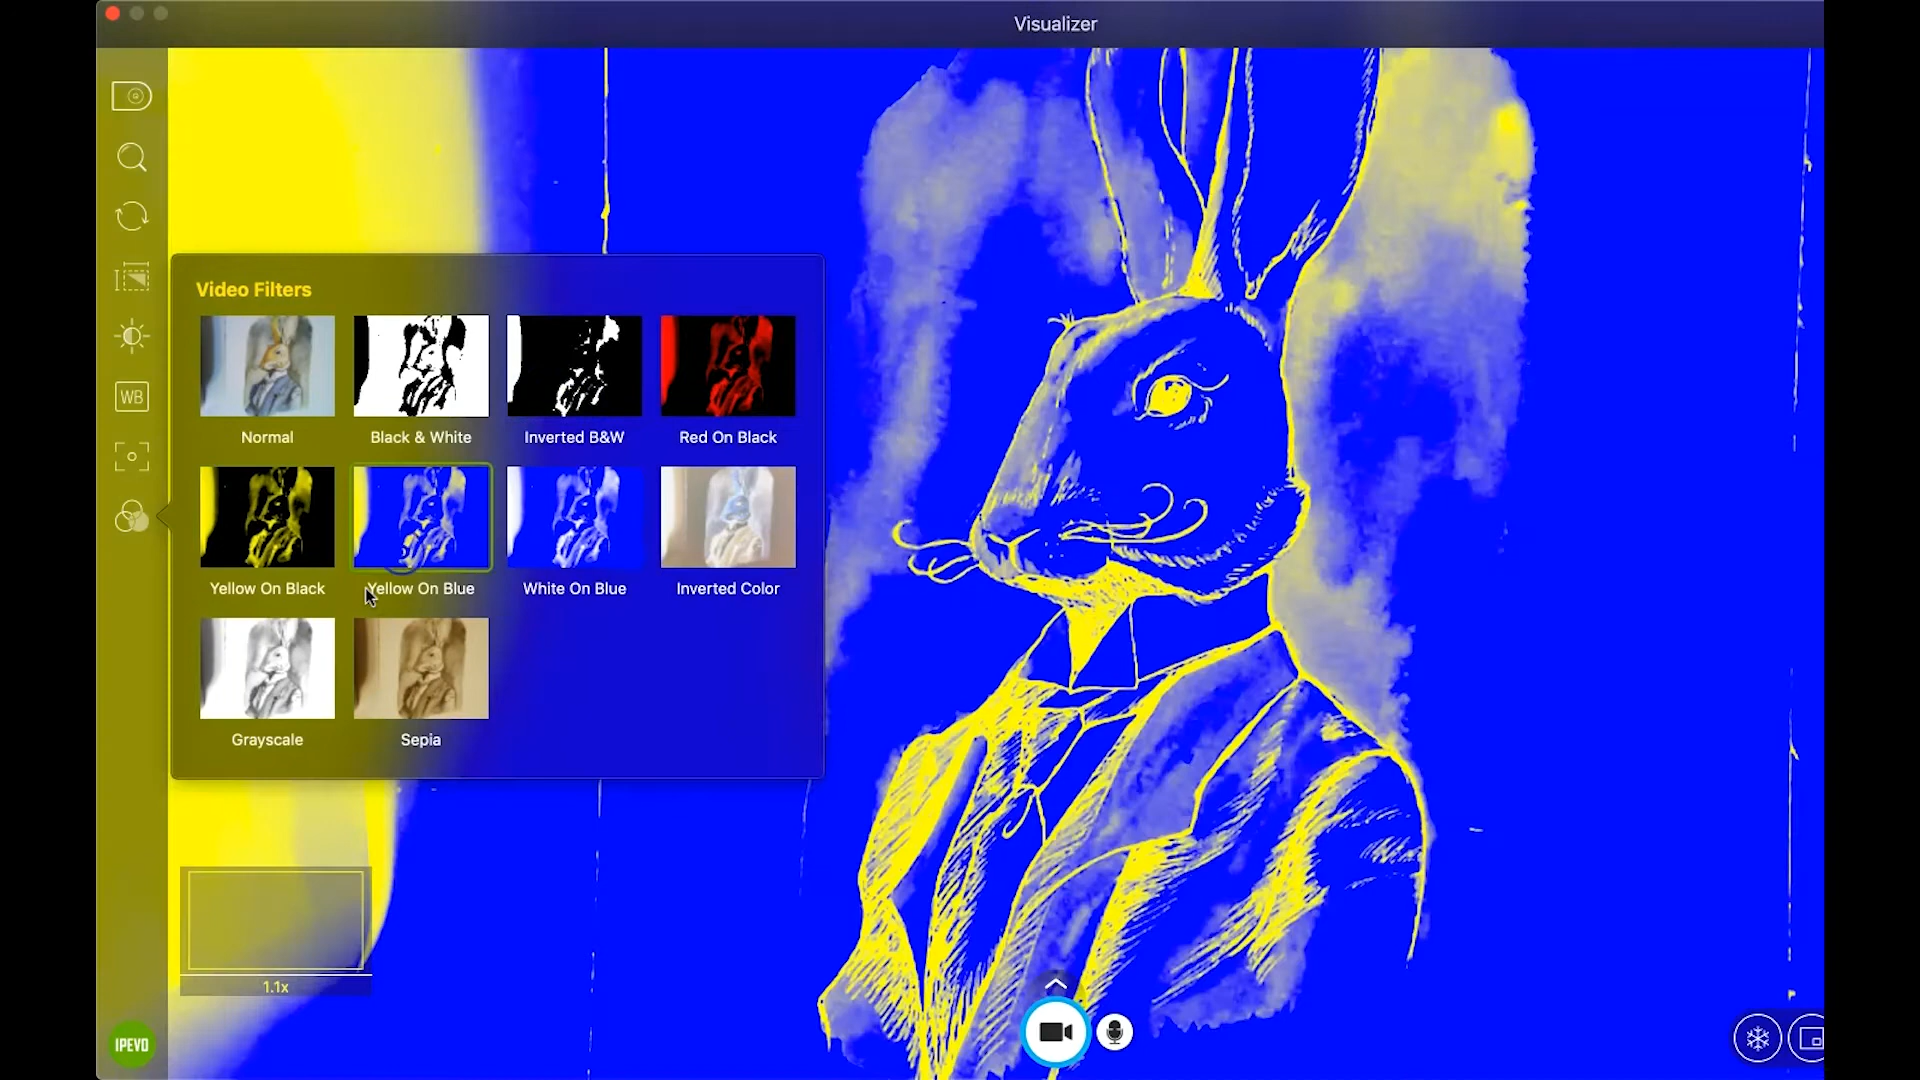 Visualizer
WB
Video Filters
Normal
Black & White
Inverted B&W
Red On Black
Yellow On Black
Yellow On Blue
White On Blue
Inverted Color
Grayscale
Sepia
1.1x
IPEVO